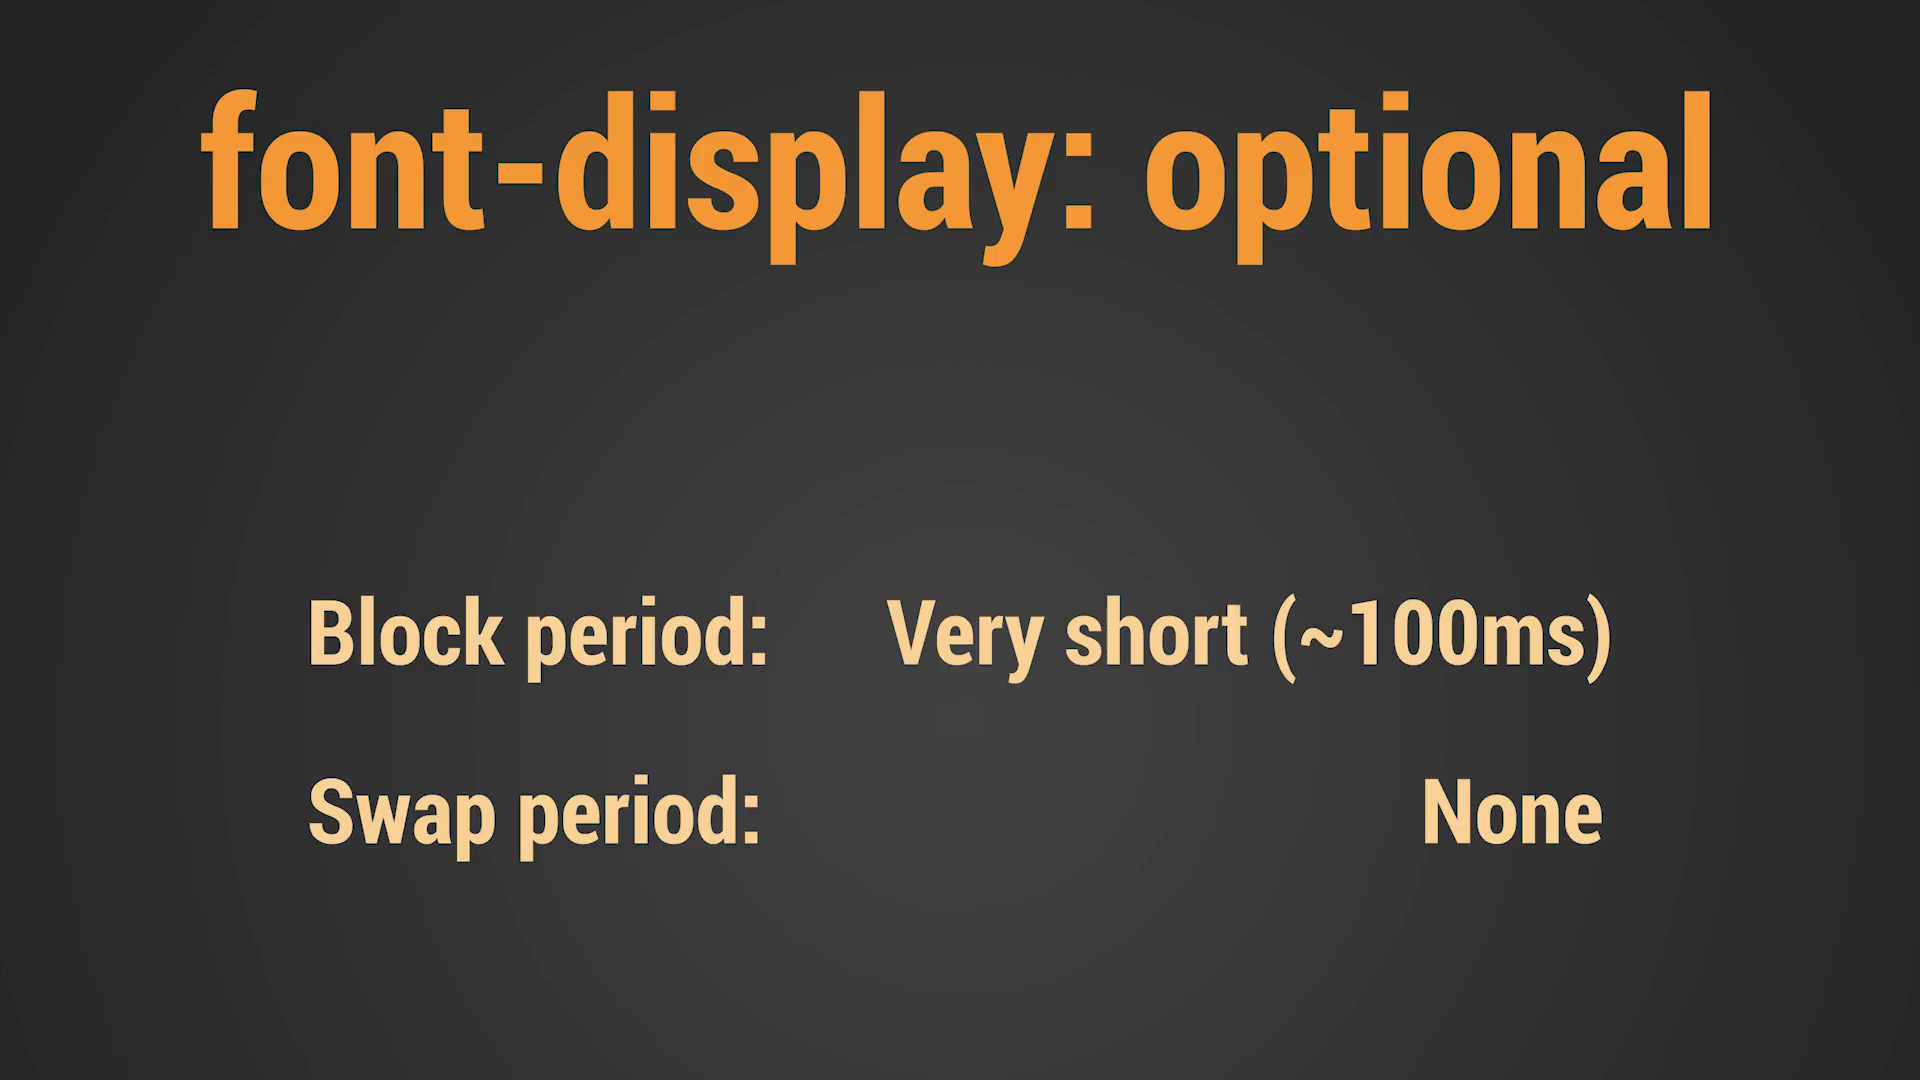 font-display: optional
Block period: Very short (~100ms)
Swap period: None